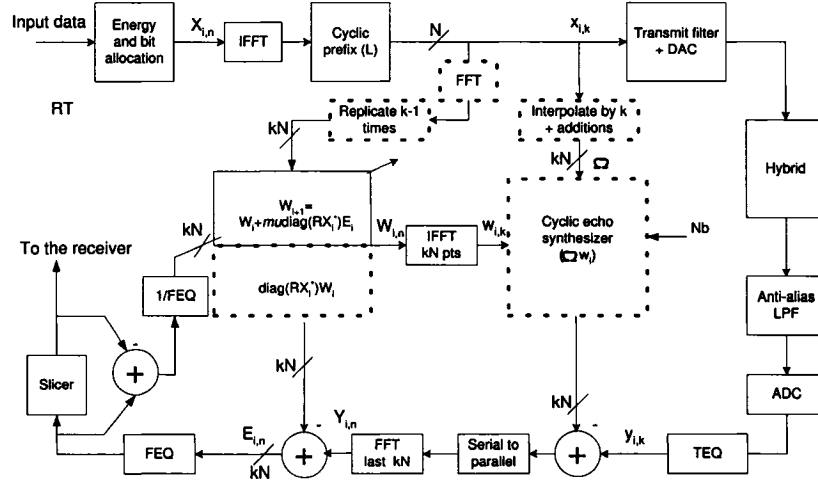 Input data
Energy
and bit
allocation
X_{i,n}
IFFT
Cyclic
prefix (L)
N
x_{i,k}
Transmit filter
+ DAC
FFT
RT
Replicate k-1
times
Interpolate by k
+ additions
kN
kN
Hybrid
W_{i+1}=
W_i+mudiag(RX_i^*)E_i
kN
W_{i,n}
IFFT
kN pts
w_{i,k}
Cyclic echo
synthesizer
( w_i)
Nb
To the receiver
1/FEQ
diag(RX_i^*)W_i
Anti-alias
LPF
-
+
Slicer
kN
kN
ADC
E_{i,n}
Y_{i,n}
-
-
y_{i,k}
FEQ
kN
+
FFT
last kN
Serial to
parallel
+
TEQ